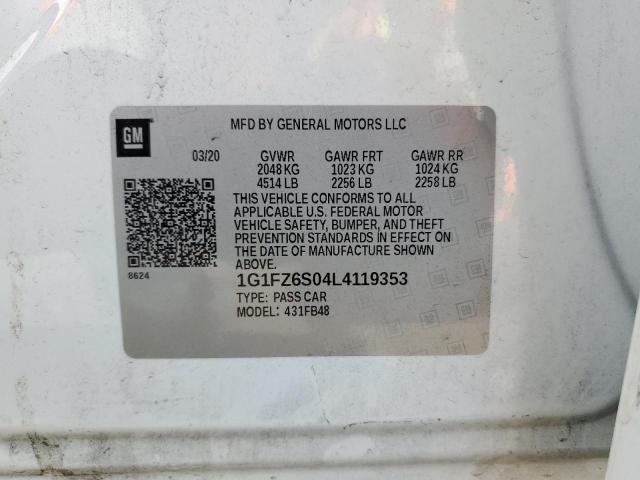 GM
MFD BY GENERAL MOTORS LLC
03/20 GVWR GAWR FRT GAWR RR
2048 KG 1023 KG 1024 KG
4514 LB 2256 LB 2258 LB
THIS VEHICLE CONFORMS TO ALL
APPLICABLE U.S. FEDERAL MOTOR
VEHICLE SAFETY, BUMPER, AND THEFT
PREVENTION STANDARDS IN EFFECT ON
THE DATE OF MANUFACTURE SHOWN
ABOVE.
8624
1G1FZ6S04L4119353
TYPE: PASS CAR
MODEL: 431FB48